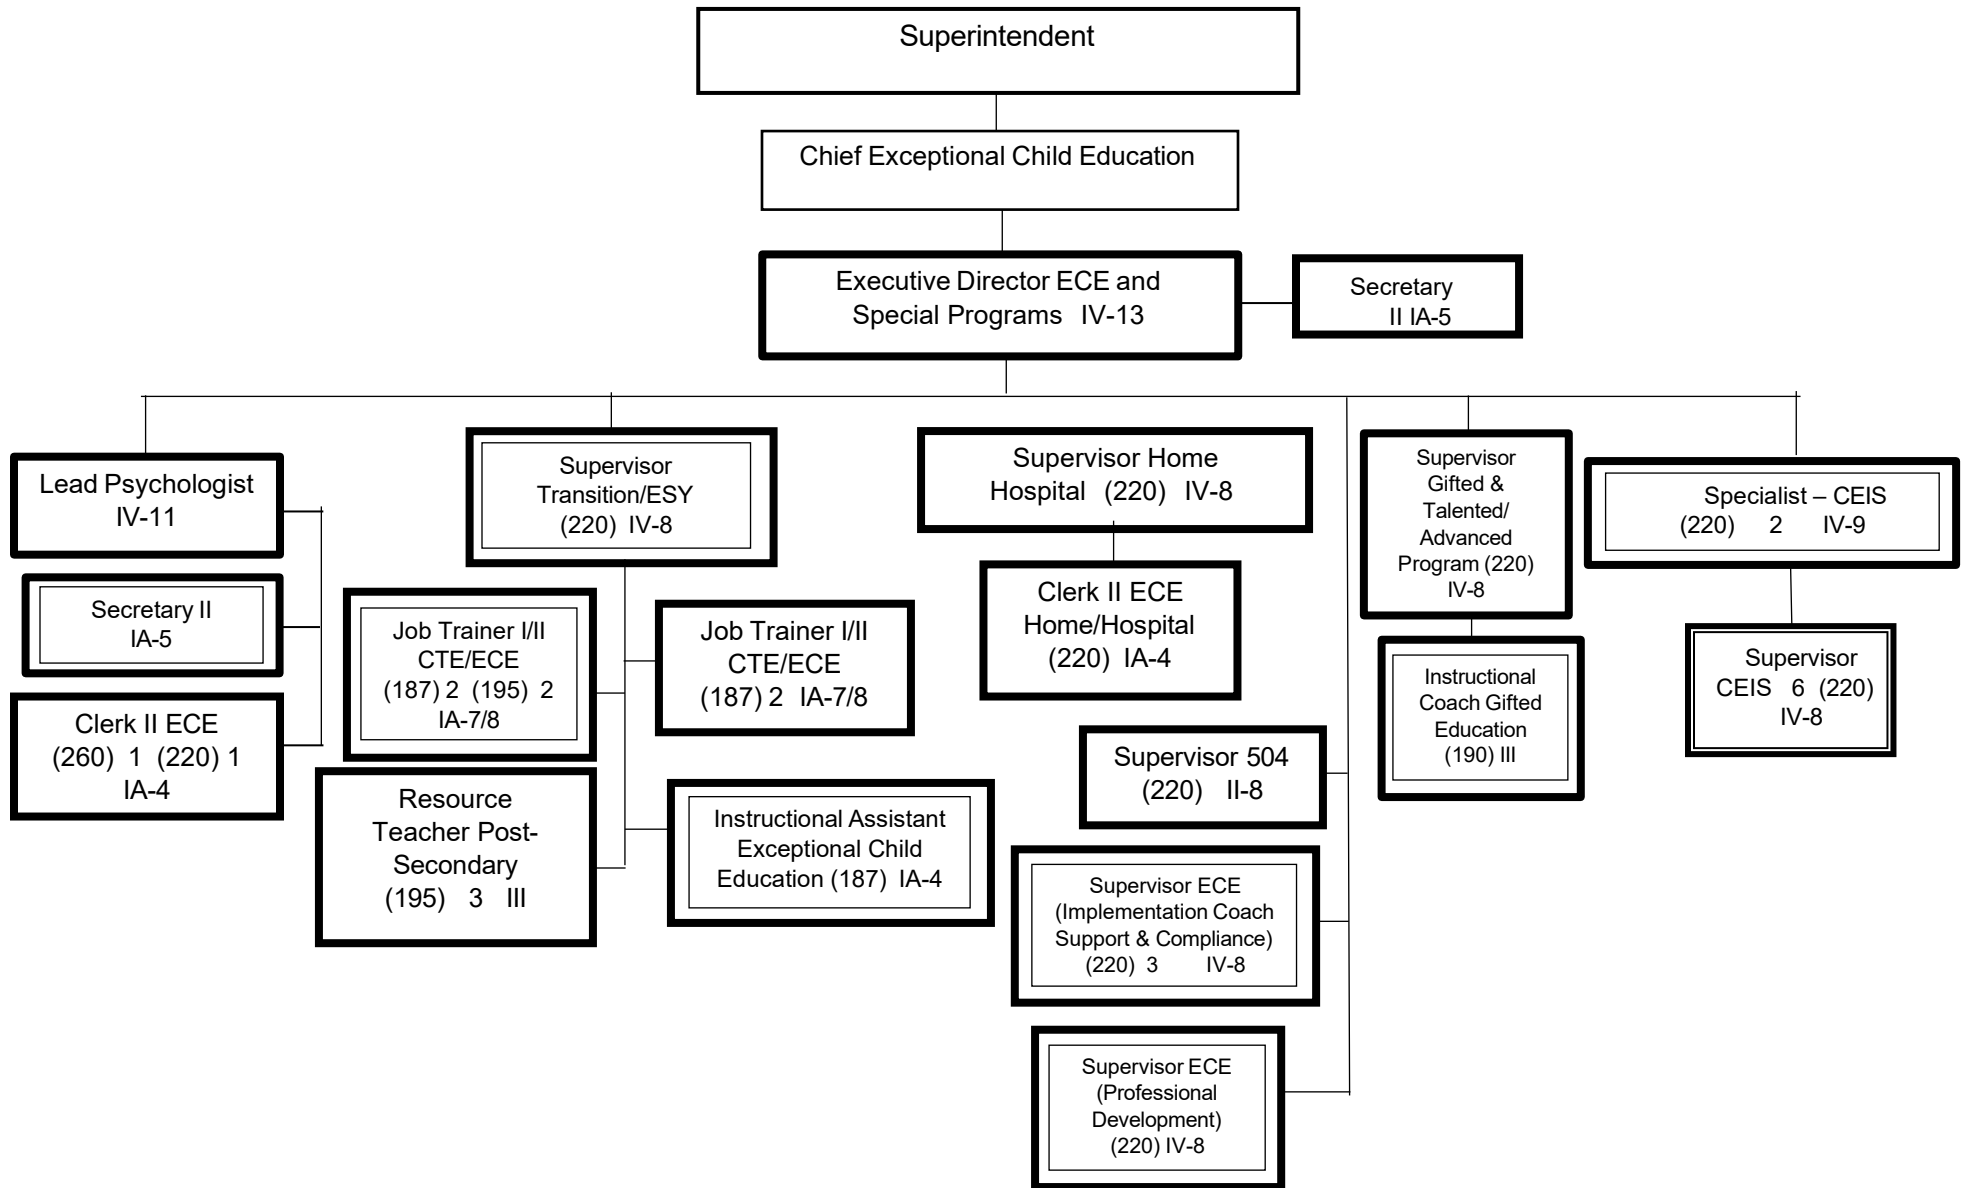 Superintendent
Chief Exceptional Child Education
Executive Director ECE and
Special Programs IV-13
Secretary
II IA-5
Lead Psychologist
IV-11
Secretary II
IA-5
Clerk II ECE
(260) 1 (220) 1
IA-4
Supervisor
Transition/ESY
(220) IV-8
Job Trainer I/II
CTE/ECE
(187) 2 (195) 2
IA-7/8
Job Trainer I/II
CTE/ECE
(187) 2 IA-7/8
Resource
Teacher Post-
Secondary
(195) 3 III
Instructional Assistant
Exceptional Child
Education (187) IA-4
Supervisor Home
Hospital (220) IV-8
Clerk II ECE
Home/Hospital
(220) IA-4
Supervisor 504
(220) II-8
Supervisor ECE
(Implementation Coach
Support & Compliance)
(220) 3 IV-8
Supervisor ECE
(Professional
Development)
(220) IV-8
Supervisor
Gifted &
Talented/
Advanced
Program (220)
IV-8
Instructional
Coach Gifted
Education
(190) III
Specialist – CEIS
(220) 2 IV-9
Supervisor
CEIS 6 (220)
IV-8